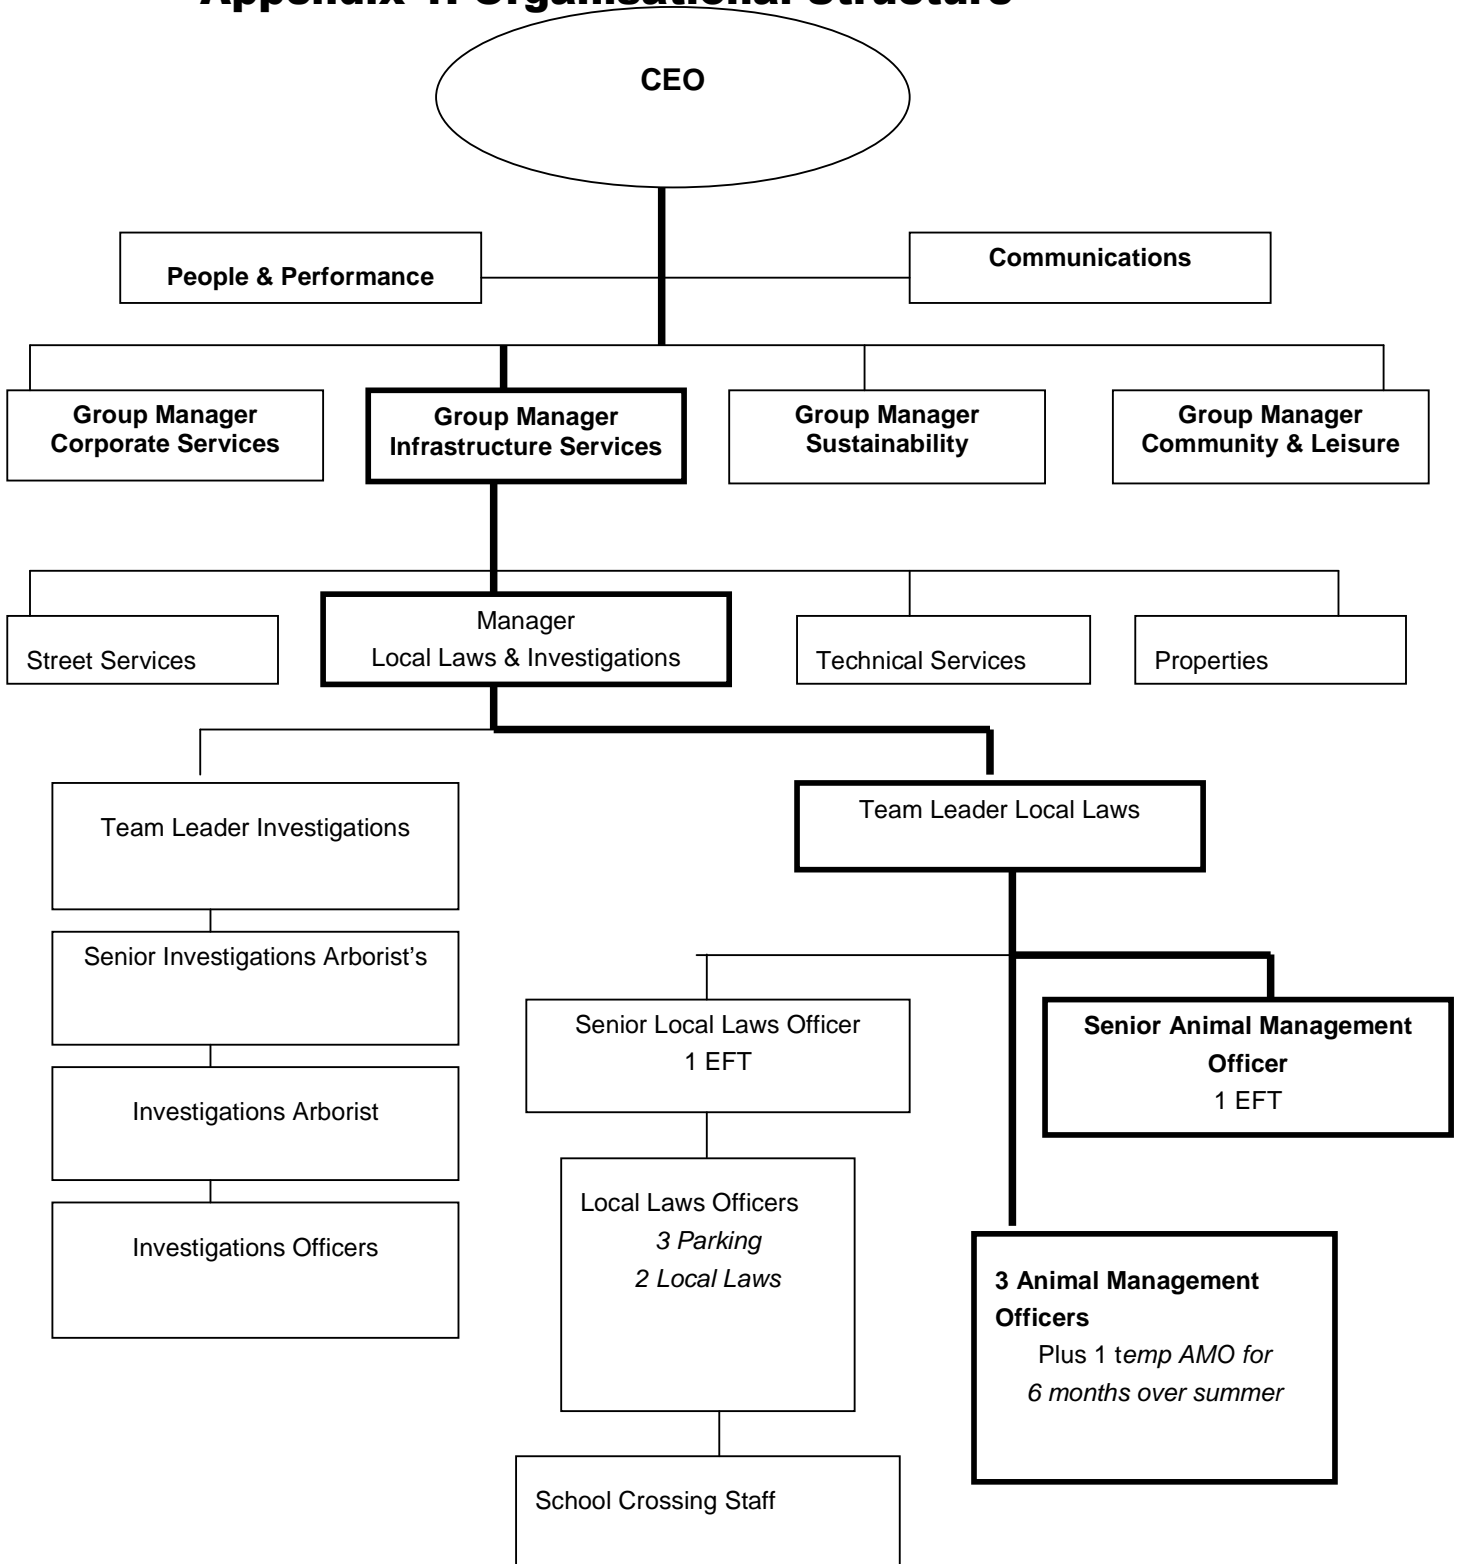 Appendix 1: Organisational Structure
CEO
People & Performance
Communications
Group Manager
Corporate Services
Group Manager
Infrastructure Services
Group Manager
Sustainability
Group Manager
Community & Leisure
Street Services
Manager
Local Laws & Investigations
Technical Services
Properties
Team Leader Investigations
Team Leader Local Laws
Senior Investigations Arborist’s
Senior Local Laws Officer
1 EFT
Senior Animal Management
Officer
1 EFT
Investigations Arborist
Local Laws Officers
3 Parking
2 Local Laws
Investigations Officers
3 Animal Management
Officers
Plus 1 temp AMO for
6 months over summer
School Crossing Staff